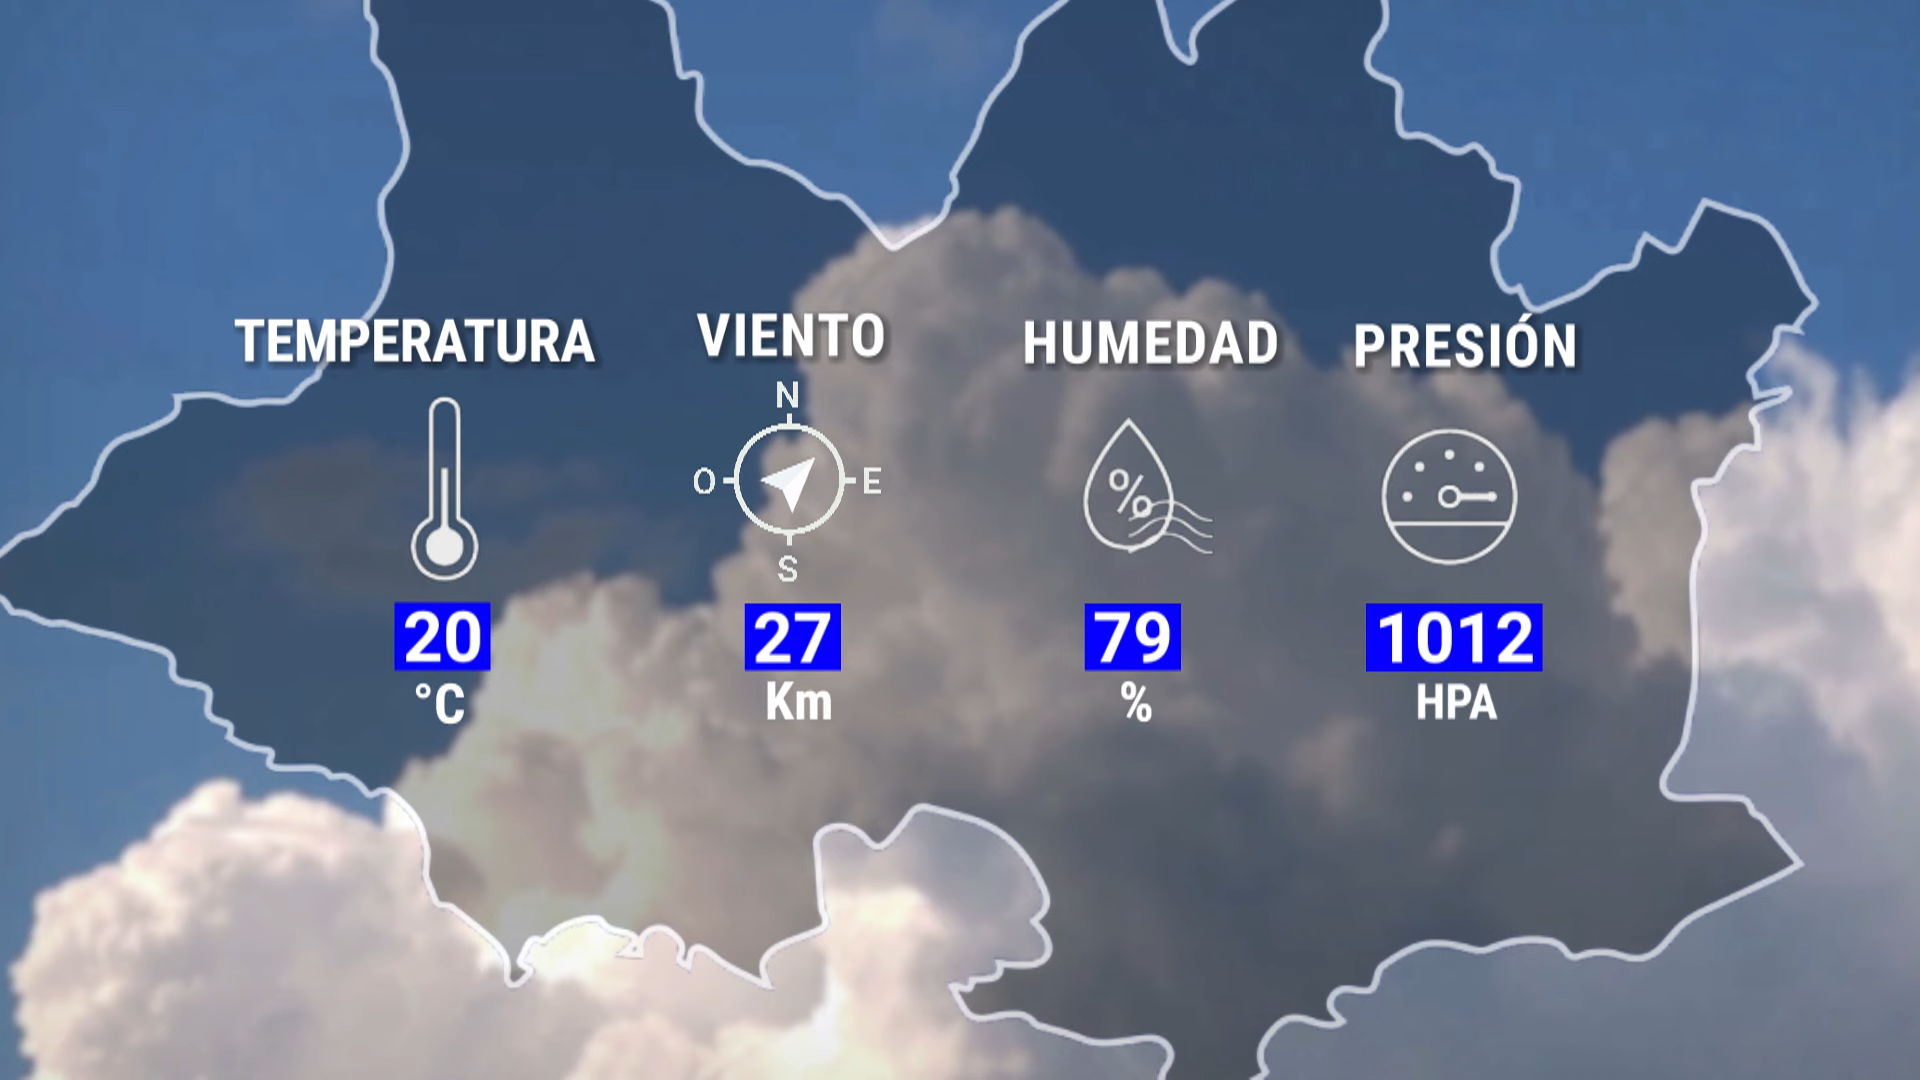 TEMPERATURA
VIENTO
HUMEDAD
PRESIÓN
N
O
E
S
%
20
27
79
1012
°C
Km
%
HPA